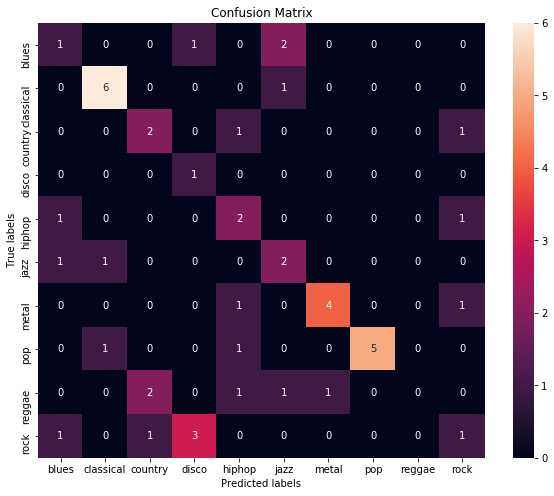 Confusion Matrix
True labels
blues 1 0 0 1 0 2 0 0 0 0
classical 0 6 0 0 0 1 0 0 0 0
country 0 0 2 0 1 0 0 0 0 1
disco 0 0 0 1 0 0 0 0 0 0
hiphop 1 0 0 0 2 0 0 0 0 1
jazz 1 1 0 0 0 2 0 0 0 0
metal 0 0 0 0 1 0 4 0 0 1
pop 0 1 0 0 1 0 0 5 0 0
reggae 0 0 2 0 1 1 1 0 0 0
rock 1 0 1 3 0 0 0 0 0 1
blues classical country disco hiphop jazz metal pop reggae rock
Predicted labels
6
5
4
3
2
1
0